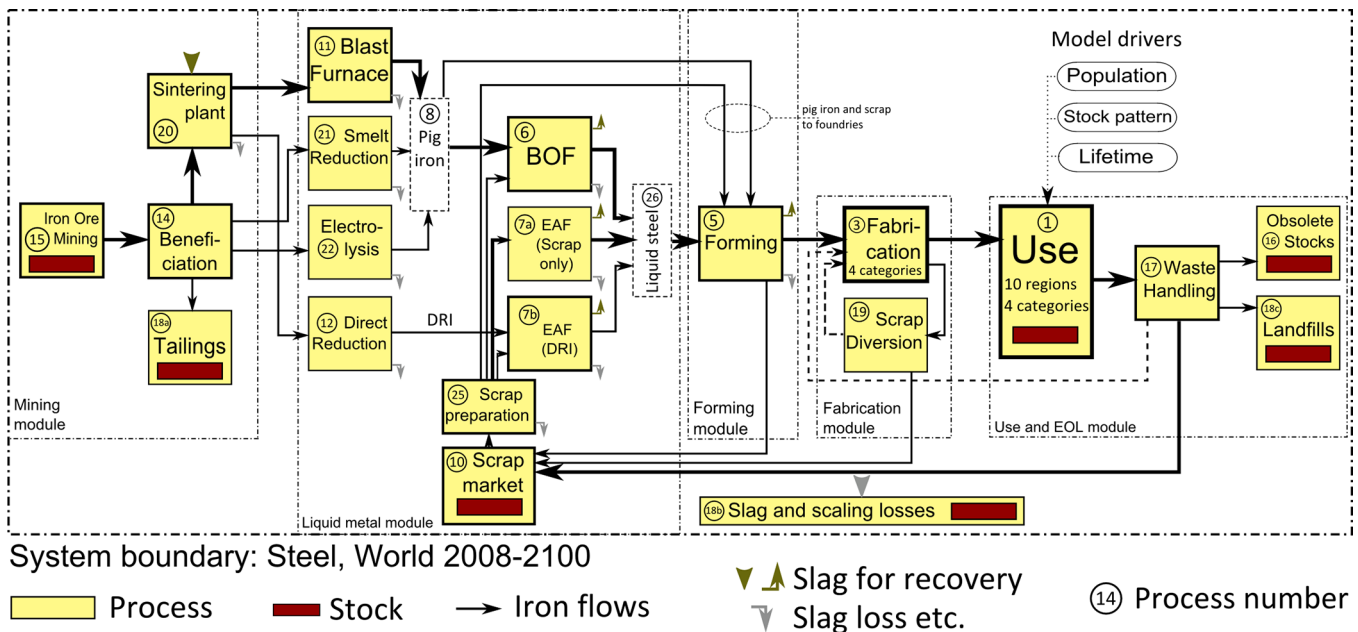 Model drivers
Population
Stock pattern
Lifetime
20
Sintering
plant
15
Iron Ore
Mining
14
Benefi-
ciation
18a
Tailings
Mining
module
11
Blast
Furnace
21
Smelt
Reduction
Electro-
22
lysis
12
Direct
Reduction
DRI
8
Pig
iron
6
BOF
7a
EAF
(Scrap
only)
7b
EAF
(DRI)
26
Liquid steel
25
Scrap
preparation
10
Scrap
market
Liquid metal module
pig iron and scrap
to foundries
5
Forming
Forming
module
3
Fabri-
cation
4 categories
19
Scrap
Diversion
Fabrication
module
1
Use
10 regions
4 categories
17
Waste
Handling
Obsolete
16
Stocks
18c
Landfills
Use and EOL module
18b
Slag and scaling losses
System boundary: Steel, World 2008-2100
Process
Stock
Iron flows
Slag for recovery
Slag loss etc.
14
Process number